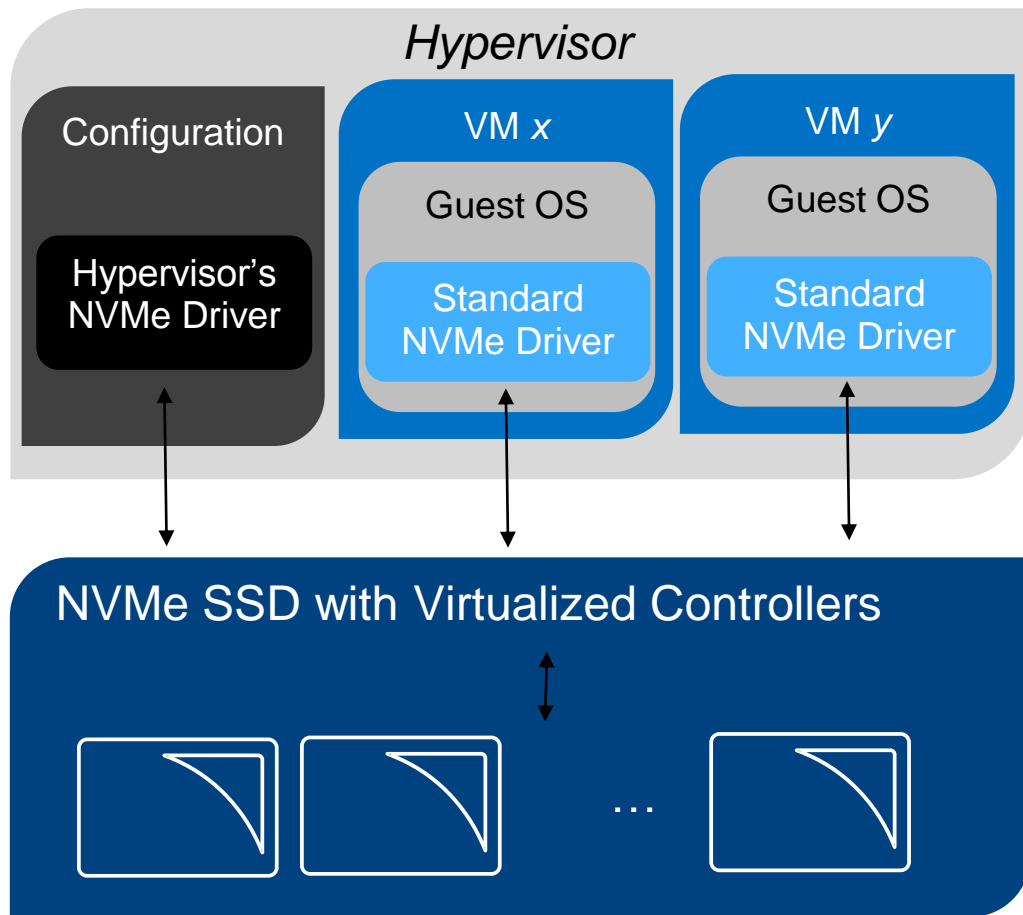 Hypervisor
Configuration
Hypervisor’s
NVMe Driver
VM x
Guest OS
Standard
NVMe Driver
VM y
Guest OS
Standard
NVMe Driver
NVMe SSD with Virtualized Controllers
…